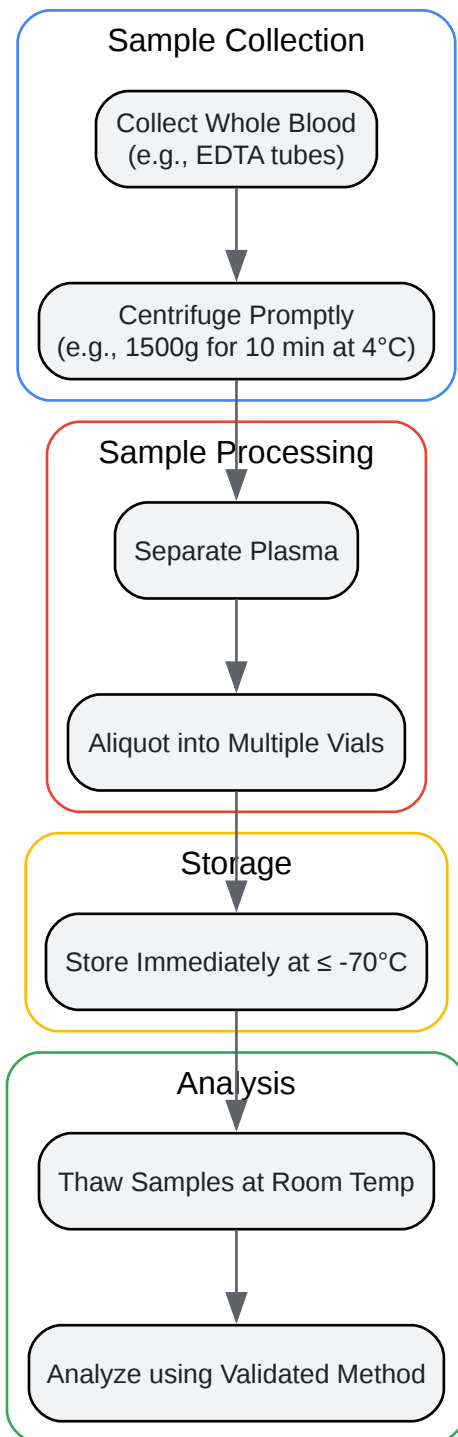 Sample Collection
Collect Whole Blood
(e.g., EDTA tubes)
Centrifuge Promptly
(e.g., 1500g for 10 min at 4°C)
Sample Processing
Separate Plasma
Aliquot into Multiple Vials
Storage
Store Immediately at ≤ -70°C
Analysis
Thaw Samples at Room Temp
Analyze using Validated Method